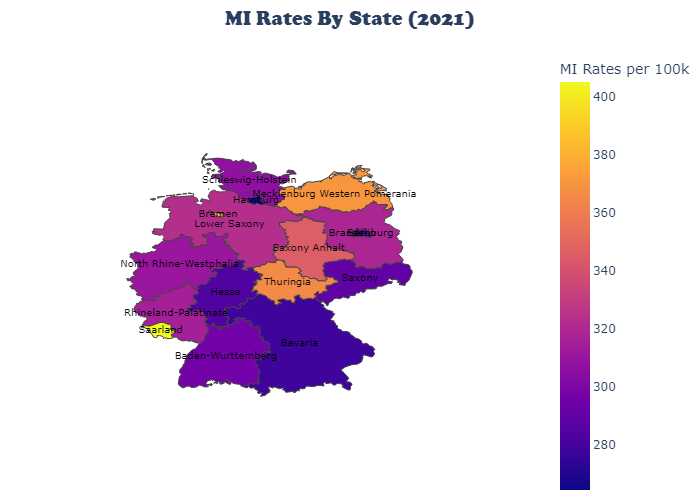 MI Rates By State (2021)
MI Rates per 100k
400
380
360
340
320
300
280
Schleswig-Holstein
Mecklenburg Western Pomerania
Hamburg
Bremen
Lower Saxony
Saxony Anhalt
North Rhine-Westphalia
Saxony
Thuringia
Hesse
Rhineland-Palatinate
Saarland
Bavaria
Baden-Wurttemberg